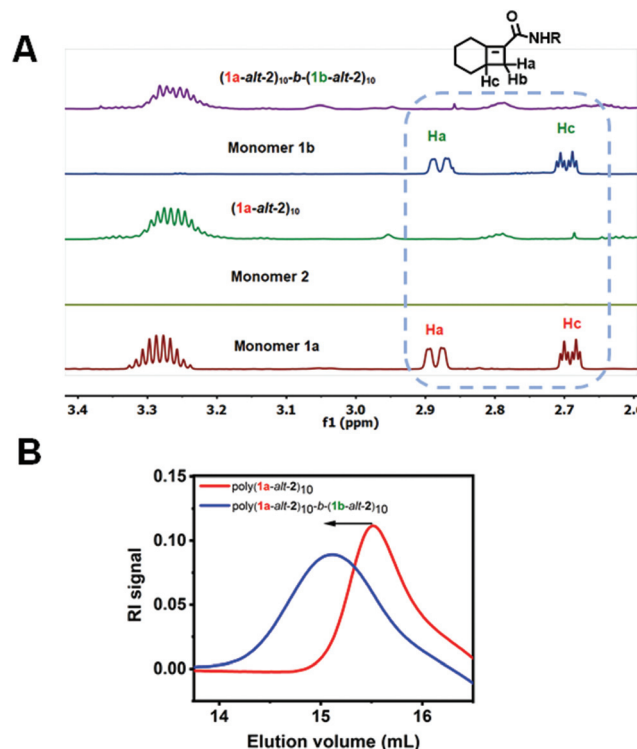 A
O
NHR
Ha
Hb
Hc
(1a-alt-2)10-b-(1b-alt-2)10
Ha
Hc
Monomer 1b
(1a-alt-2)10
Monomer 2
Ha
Hc
Monomer 1a
3.4 3.3 3.2 3.1 3.0 2.9 2.8 2.7 2.6
f1 (ppm)
B
0.15
0.10
0.05
0.00
RI signal
poly(1a-alt-2)10
poly(1a-alt-2)10-b-(1b-alt-2)10
14 15 16
Elution volume (mL)